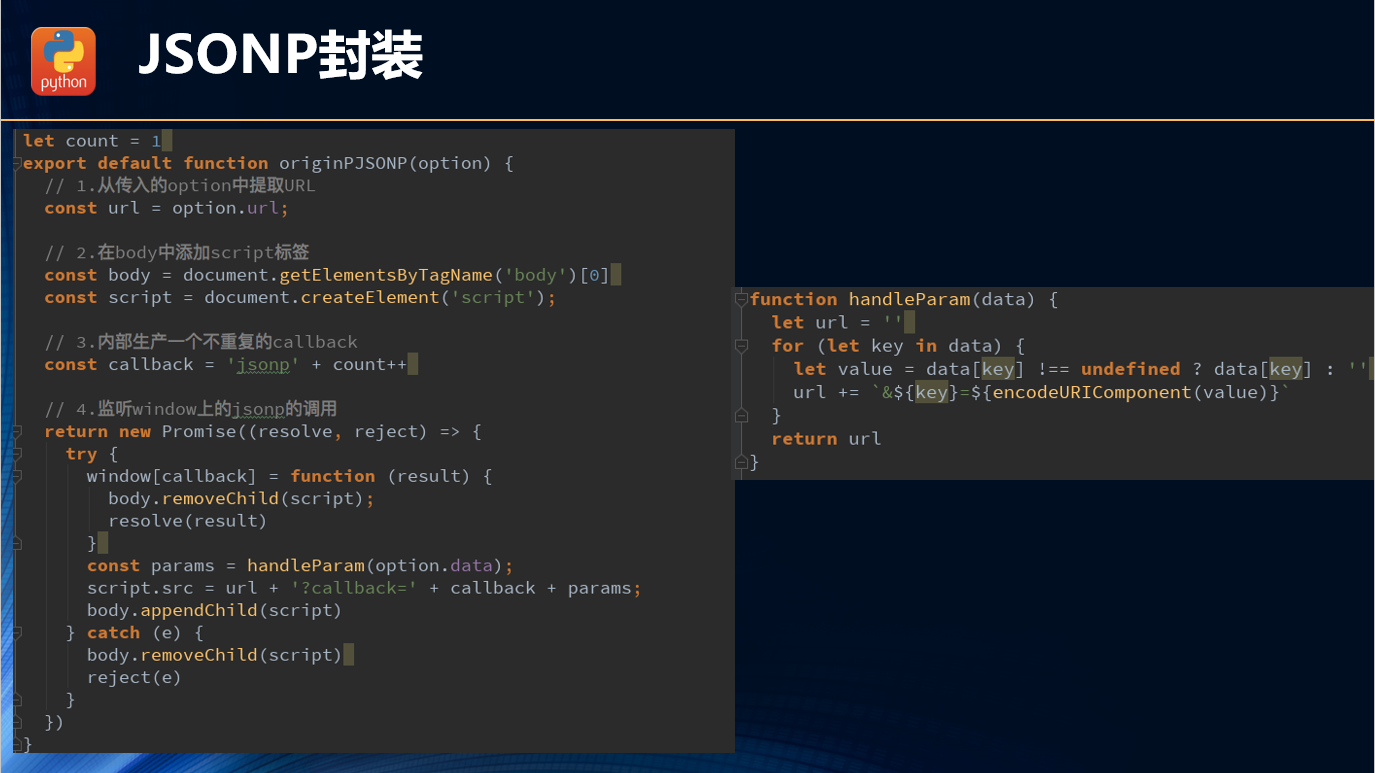 python
JSONP封装
let count = 1
export default function originPJSONP(option) {
  // 1.从传入的option中提取URL
  const url = option.url;

  // 2.在body中添加script标签
  const body = document.getElementsByTagName('body')[0]
  const script = document.createElement('script');

  // 3.内部生产一个不重复的callback
  const callback = 'jsonp' + count++

  // 4.监听window上的jsonp的调用
  return new Promise((resolve, reject) => {
    try {
      window[callback] = function (result) {
        body.removeChild(script);
        resolve(result)
      }
      const params = handleParam(option.data);
      script.src = url + '?callback=' + callback + params;
      body.appendChild(script)
    } catch (e) {
      body.removeChild(script)
      reject(e)
    }
  })
}
function handleParam(data) {
  let url = ''
  for (let key in data) {
    let value = data[key] !== undefined ? data[key] : ''
    url += `&${key}=${encodeURIComponent(value)}`
  }
  return url
}